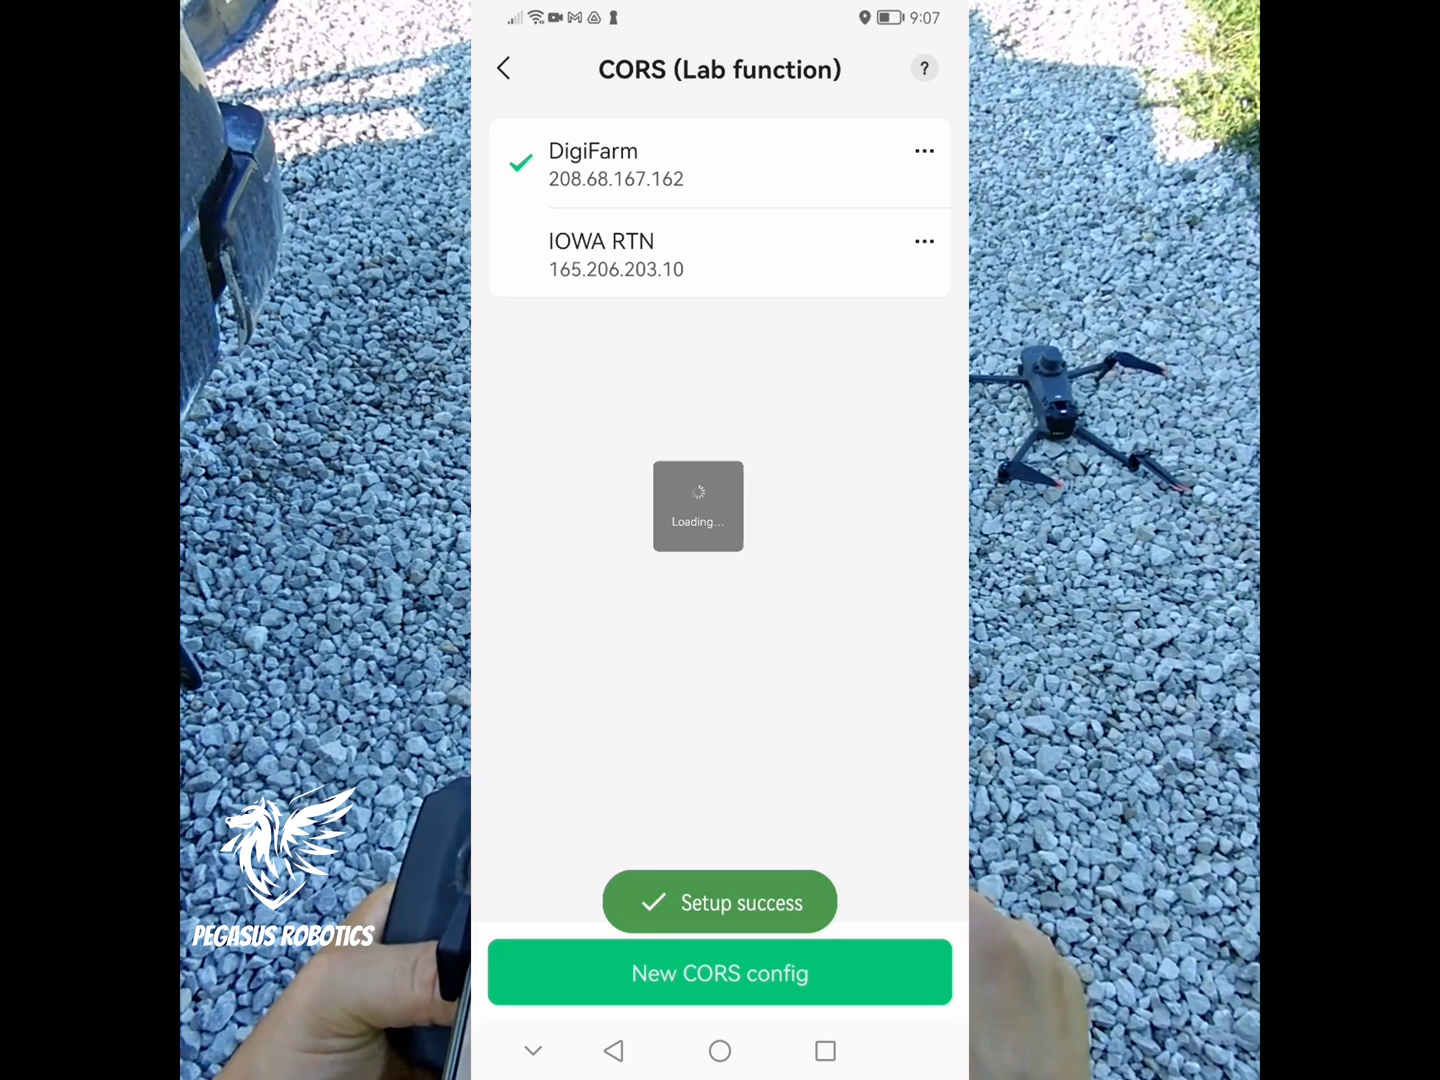 9:07
CORS (Lab function)
?
DigiFarm
208.68.167.162
IOWA RTN
165.206.203.10
Loading...
Setup success
New CORS config
PEGASUS ROBOTICS